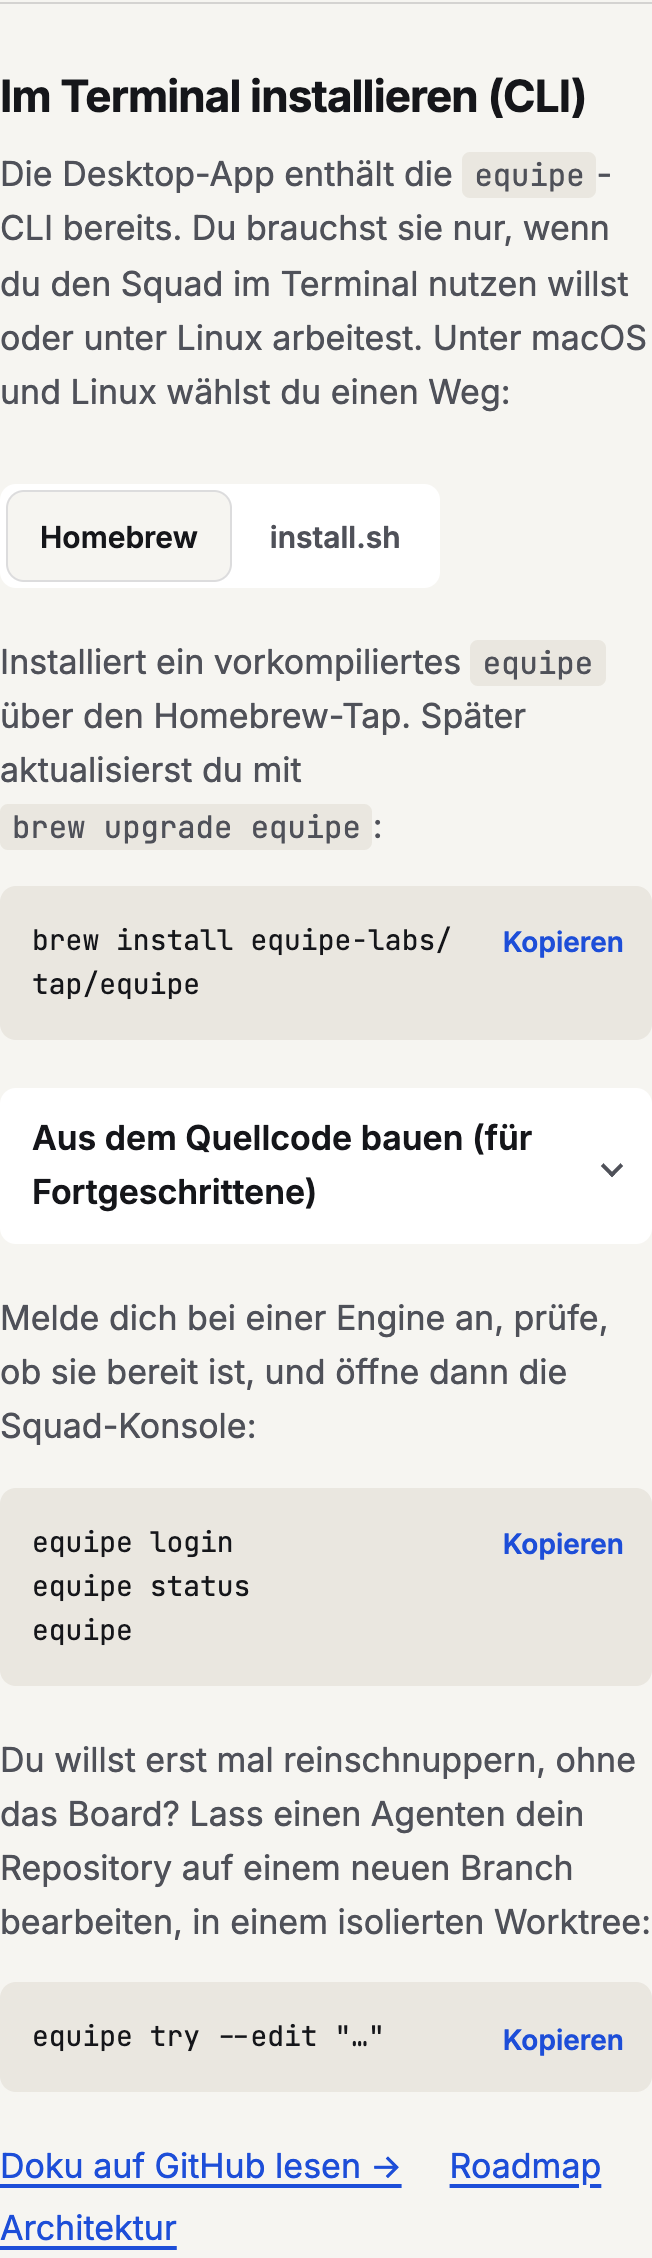 Im Terminal installieren (CLI)
Die Desktop-App enthält die equipe-
CLI bereits. Du brauchst sie nur, wenn
du den Squad im Terminal nutzen willst
oder unter Linux arbeitest. Unter macOS
und Linux wählst du einen Weg:
Homebrew install.sh
Installiert ein vorkompiliertes equipe
über den Homebrew-Tap. Später
aktualisierst du mit
brew upgrade equipe:
brew install equipe-labs/ Kopieren
tap/equipe
Aus dem Quellcode bauen (für
Fortgeschrittene)
Melde dich bei einer Engine an, prüfe,
ob sie bereit ist, und öffne dann die
Squad-Konsole:
equipe login Kopieren
equipe status
equipe
Du willst erst mal reinschnuppern, ohne
das Board? Lass einen Agenten dein
Repository auf einem neuen Branch
bearbeiten, in einem isolierten Worktree:
equipe try --edit "…" Kopieren
Doku auf GitHub lesen → Roadmap
Architektur